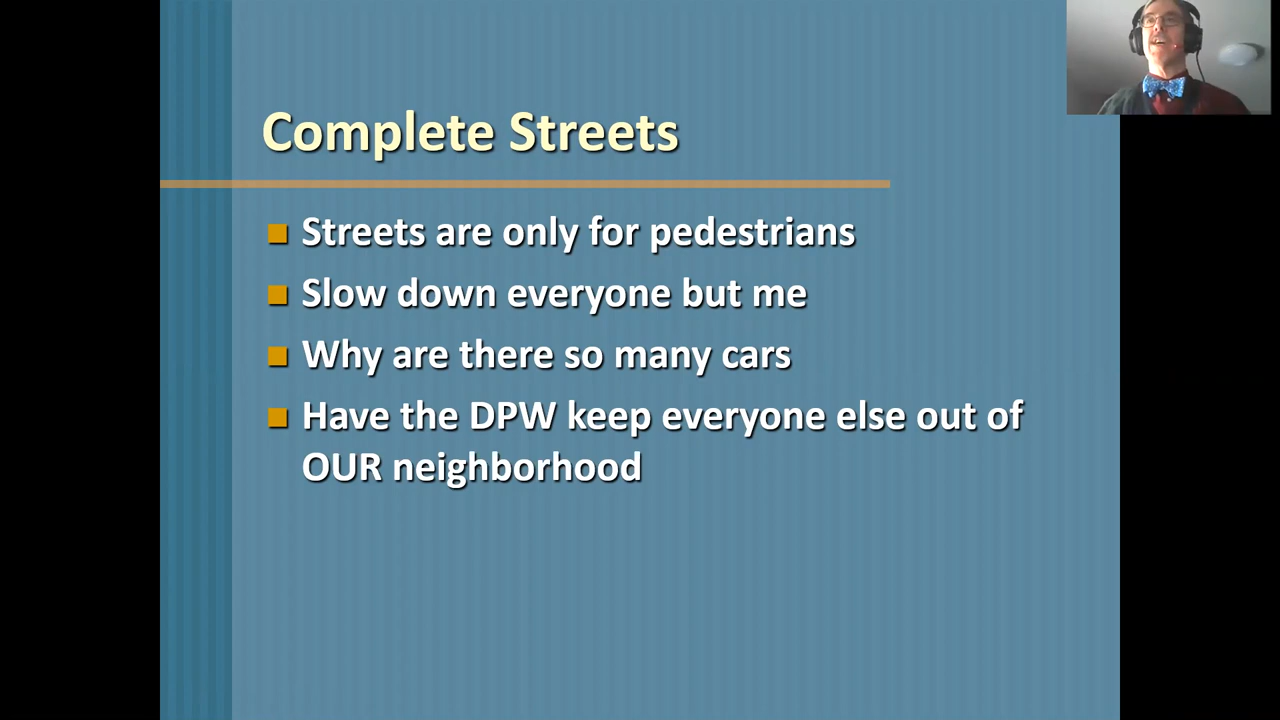 Complete Streets
Streets are only for pedestrians
Slow down everyone but me
Why are there so many cars
Have the DPW keep everyone else out of
OUR neighborhood